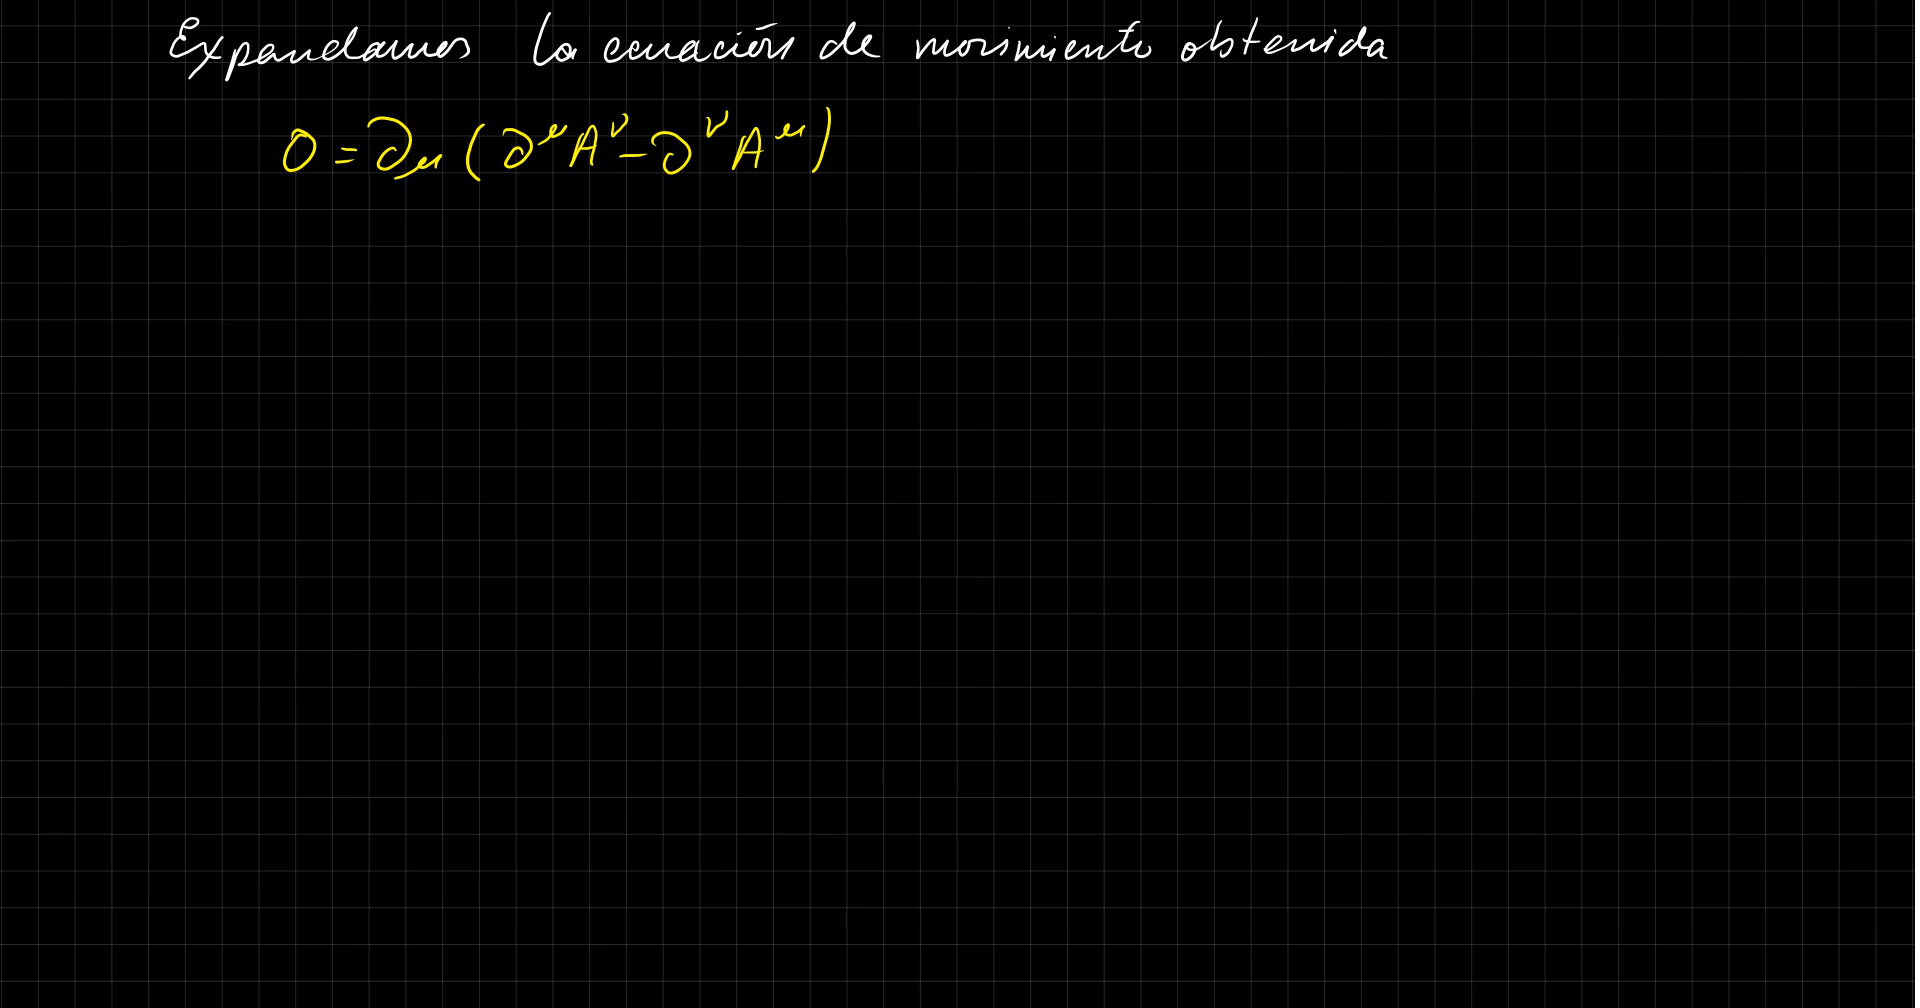 Expandamos la ecuación de movimiento obtenida
0 = ∂_μ (∂^μ A^ν - ∂^ν A^μ)